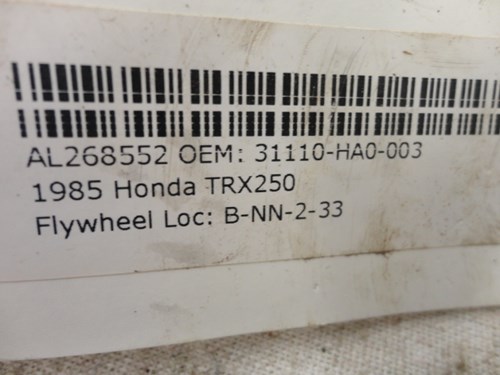 AL268552 OEM: 31110-HA0-003
1985 Honda TRX250
Flywheel Loc: B-NN-2-33